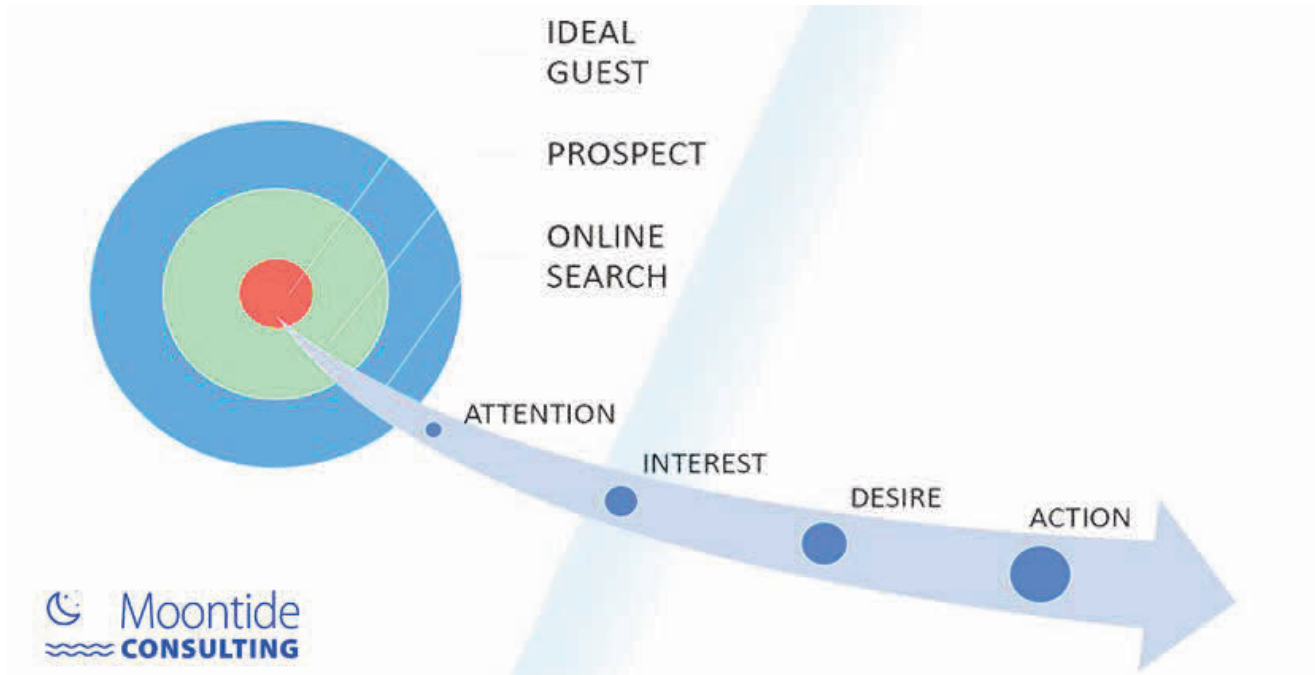 IDEAL
GUEST
PROSPECT
ONLINE
SEARCH
ATTENTION
INTEREST
DESIRE
ACTION
Moontide
CONSULTING